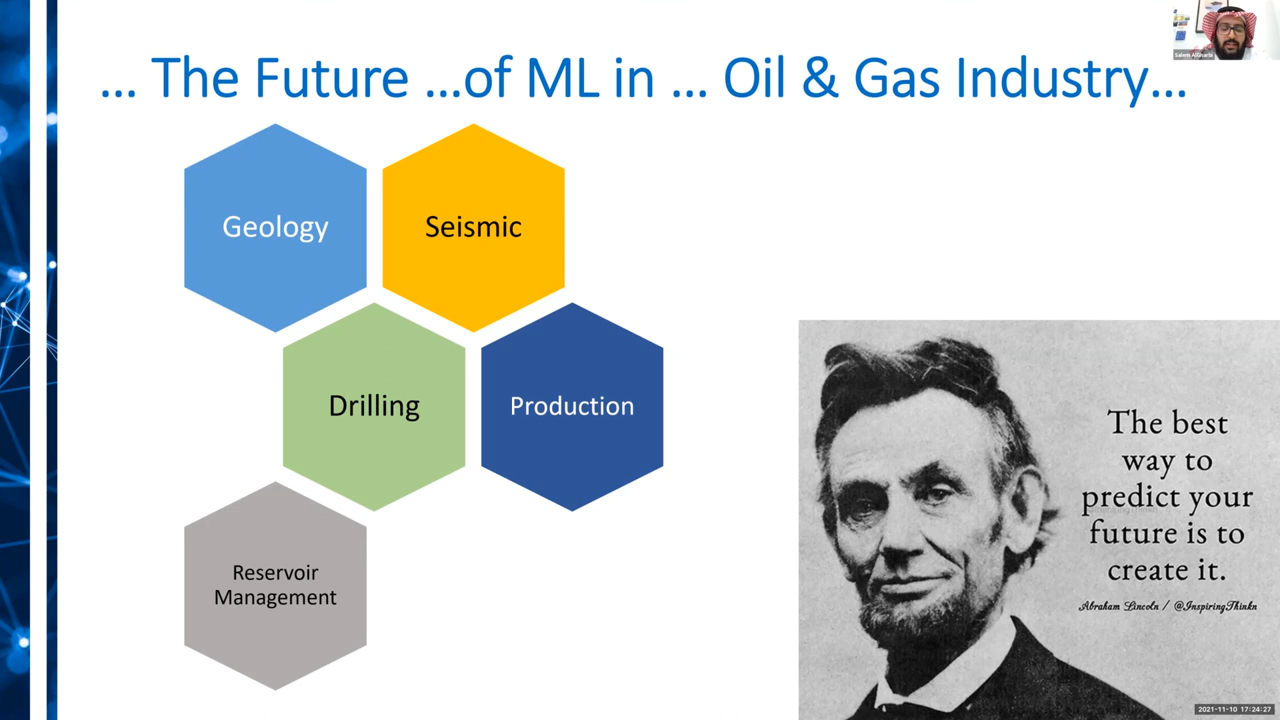 … The Future …of ML in … Oil & Gas Industry…
Geology
Seismic
Drilling
Production
Reservoir
Management
The best
way to
predict your
future is to
create it.
Abraham Lincoln / @InspiringThinkn
2021-11-10 17:24:27